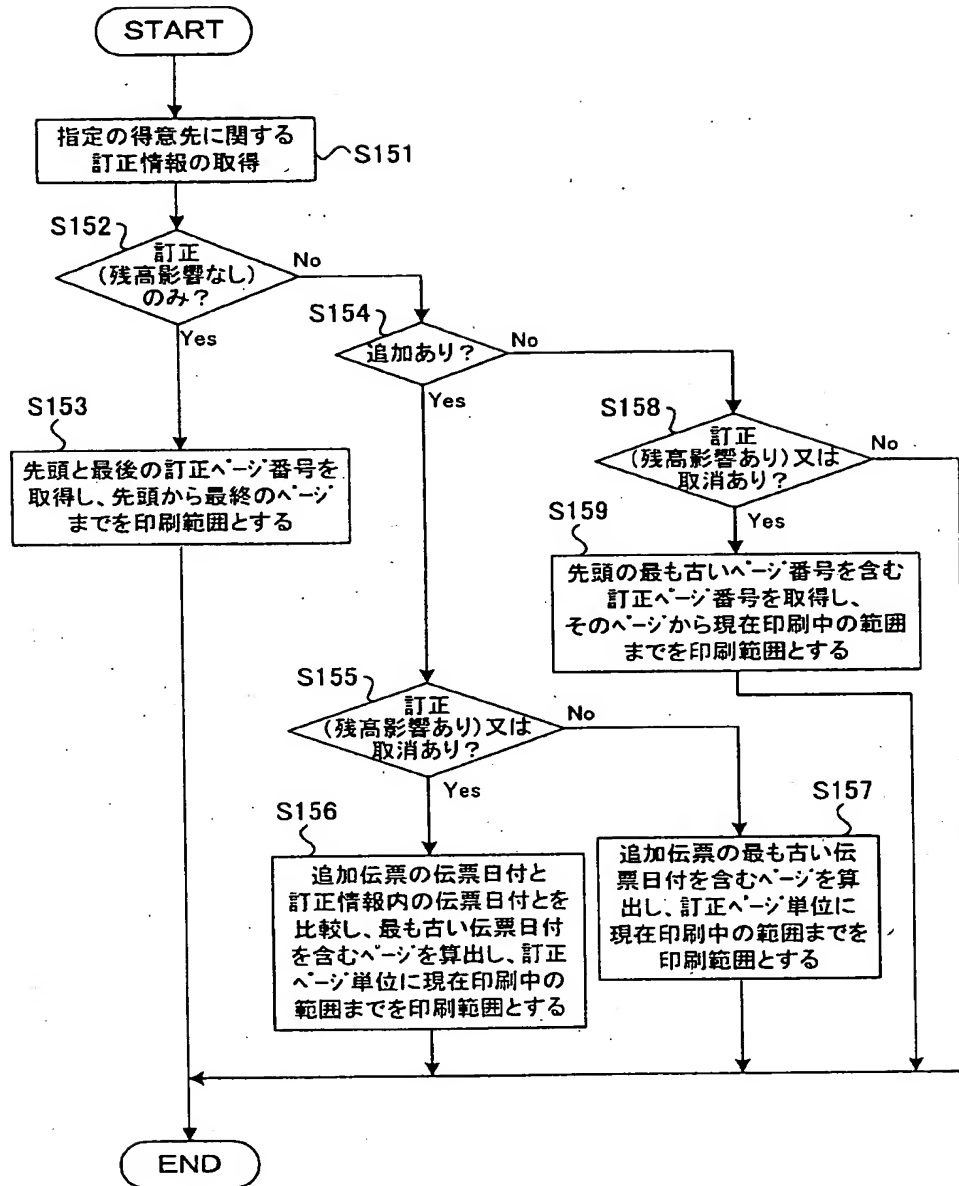 START
指定の得意先に関する
訂正情報の取得
S151
S152
訂正
(残高影響なし)
のみ？
No
Yes
S153
先頭と最後の訂正ページ番号を
取得し、先頭から最終のページ
までを印刷範囲とする
S154
追加あり？
No
Yes
S158
訂正
(残高影響あり)又は
取消あり？
No
Yes
S159
先頭の最も古いページ番号を含む
訂正ページ番号を取得し、
そのページから現在印刷中の範囲
までを印刷範囲とする
S155
訂正
(残高影響あり)又は
取消あり？
No
Yes
S156
追加伝票の伝票日付と
訂正情報内の伝票日付とを
比較し、最も古い伝票日付
を含むページを算出し、訂正
ページ単位に現在印刷中の
範囲までを印刷範囲とする
S157
追加伝票の最も古い伝
票日付を含むページを算
出し、訂正ページ単位に
現在印刷中の範囲までを
印刷範囲とする
END